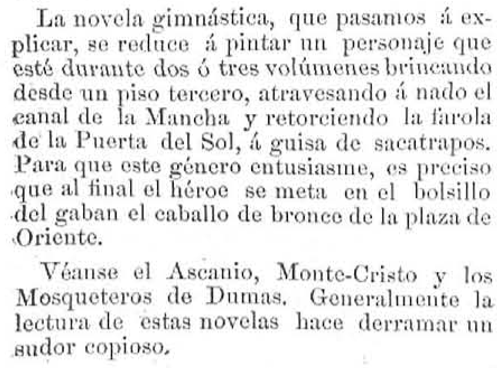 La novela gimnástica, que pasamos á ex-
plicar, se reduce á pintar un personaje que
esté durante dos ó tres volúmenes brincando
desde un piso tercero, atravesando á nado el
canal de la Mancha y retorciendo la farola
de la Puerta del Sol, á guisa de sacatrapos.
Para que este género entusiasme, es preciso
que al final el héroe se meta en el bolsillo
del gaban el caballo de bronce de la plaza de
Oriente.
Véanse el Ascanio, Monte-Cristo y los
Mosqueteros de Dumas. Generalmente la
lectura de estas novelas hace derramar un
sudor copioso.